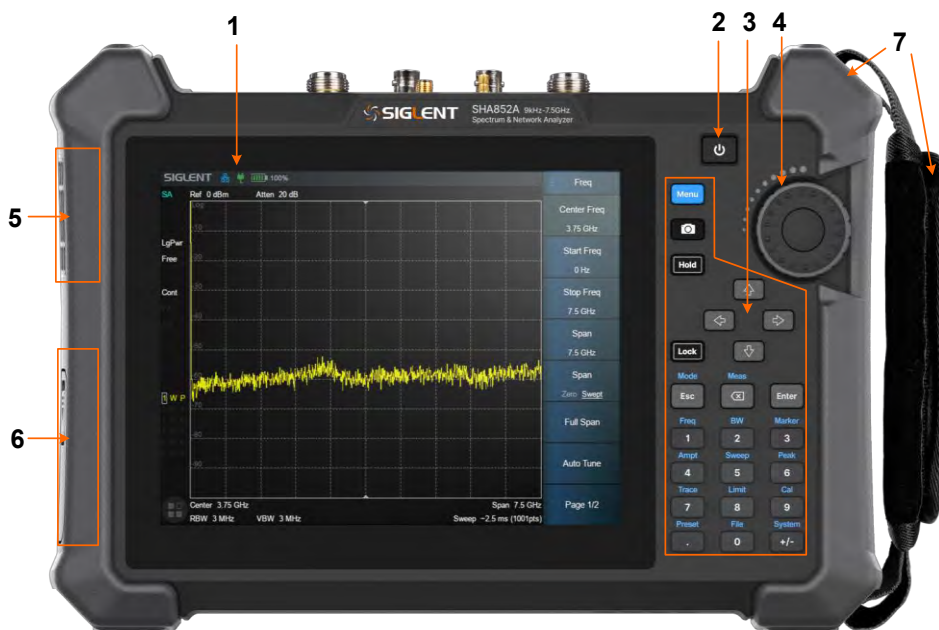 1
2
3
4
7
SIGLENT SHA852A 9kHz-7.5GHz
Spectrum & Network Analyzer
SIGLENT 100%
SA Ref 0 dBm Atten 20 dB
Freq
Menu
Center Freq
3.75 GHz
5
LgPwr
Free
Start Freq
0 Hz
Hold
Cont
Stop Freq
7.5 GHz
Span
7.5 GHz
Lock
Span
Zero Swept
Mode Meas
Esc Enter
1 W P
Freq BW Marker
1 2 3
Full Span
6
Ampt Sweep Peak
4 5 6
Auto Tune
-90
Trace Limit Cal
7 8 9
Center 3.75 GHz Span 7.5 GHz
RBW 3 MHz VBW 3 MHz Sweep ~2.5 ms (1001pts)
Page 1/2
Preset File System
. 0 +/-